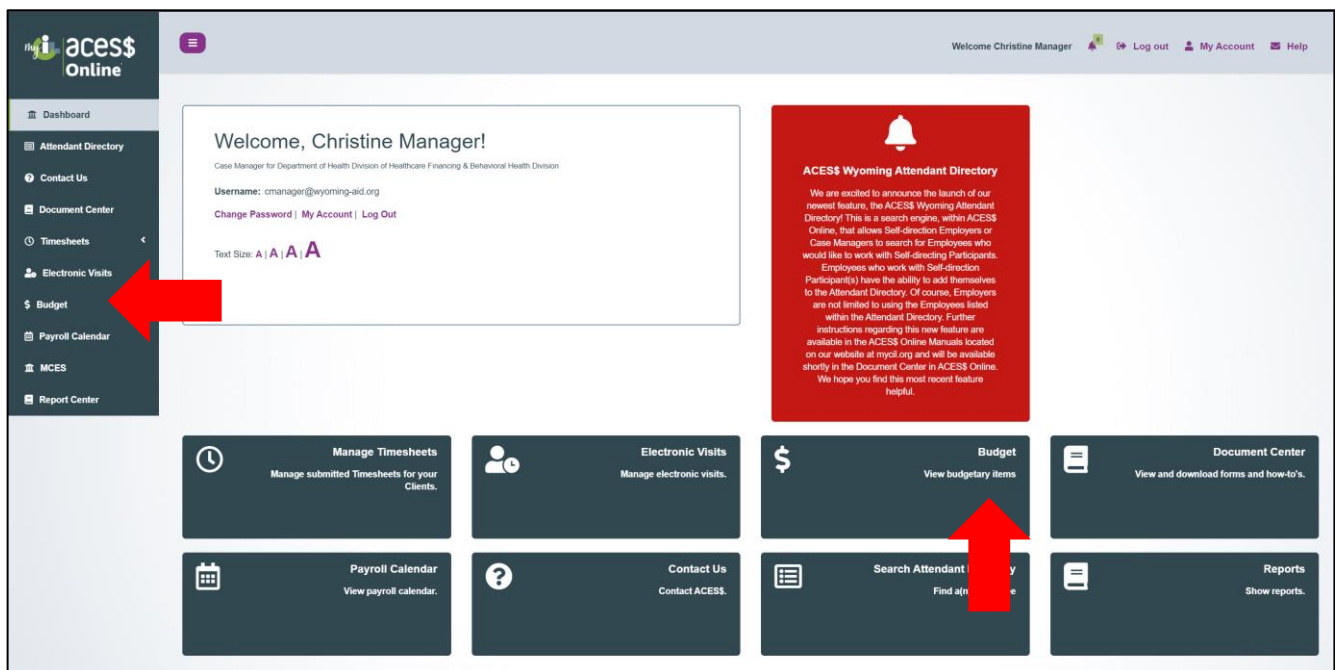 my aces$
Online
Welcome Christine Manager
Log out
My Account
Help
Dashboard
Attendant Directory
Contact Us
Document Center
Timesheets
Electronic Visits
$ Budget
Payroll Calendar
MCES
Report Center
Welcome, Christine Manager!
Case Manager for Department of Health Division of Healthcare Financing & Behavioral Health Division
Username: cmanager@wyoming-aid.org
Change Password | My Account | Log Out
Text Size: A | A | A | A
ACES$ Wyoming Attendant Directory
We are excited to announce the launch of our
newest feature, the ACES$ Wyoming Attendant
Directory! This is a search engine, within ACES$
Online, that allows Self-direction Employers or
Case Managers to search for Employees who
would like to work with Self-directing Participants.
Employees who work with Self-direction
Participant(s) have the ability to add themselves
to the Attendant Directory. Of course, Employers
are not limited to using the Employees listed
within the Attendant Directory. Further
instructions regarding this new feature are
available in the ACES$ Online Manuals located
on our website at mycil.org and will be available
shortly in the Document Center in ACES$ Online.
We hope you find this most recent feature
helpful.
Manage Timesheets
Manage submitted Timesheets for your
Clients.
Electronic Visits
Manage electronic visits.
$
Budget
View budgetary items
Document Center
View and download forms and how-to's.
Payroll Calendar
View payroll calendar.
Contact Us
Contact ACES$.
Search Attendant
Find
Reports
Show reports.